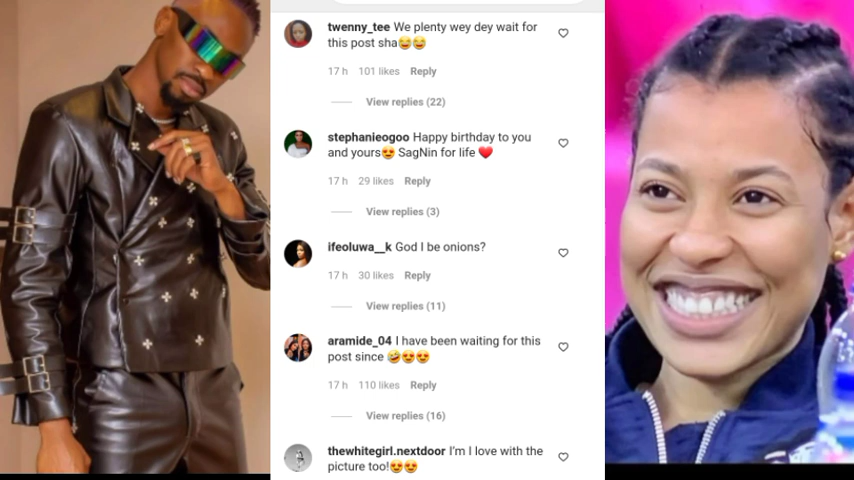 twenny_tee We plenty wey dey wait for
this post sha😂😂
17 h 101 likes Reply
View replies (22)
stephanieogoo Happy birthday to you
and yours😍 SagNin for life ❤️
17 h 29 likes Reply
View replies (3)
ifeoluwa__k God I be onions?
17 h 30 likes Reply
View replies (11)
aramide_04 I have been waiting for this
post since 🤣😍😍
17 h 110 likes Reply
View replies (16)
thewhitegirl.nextdoor I'm I love with the
picture too!😍😍